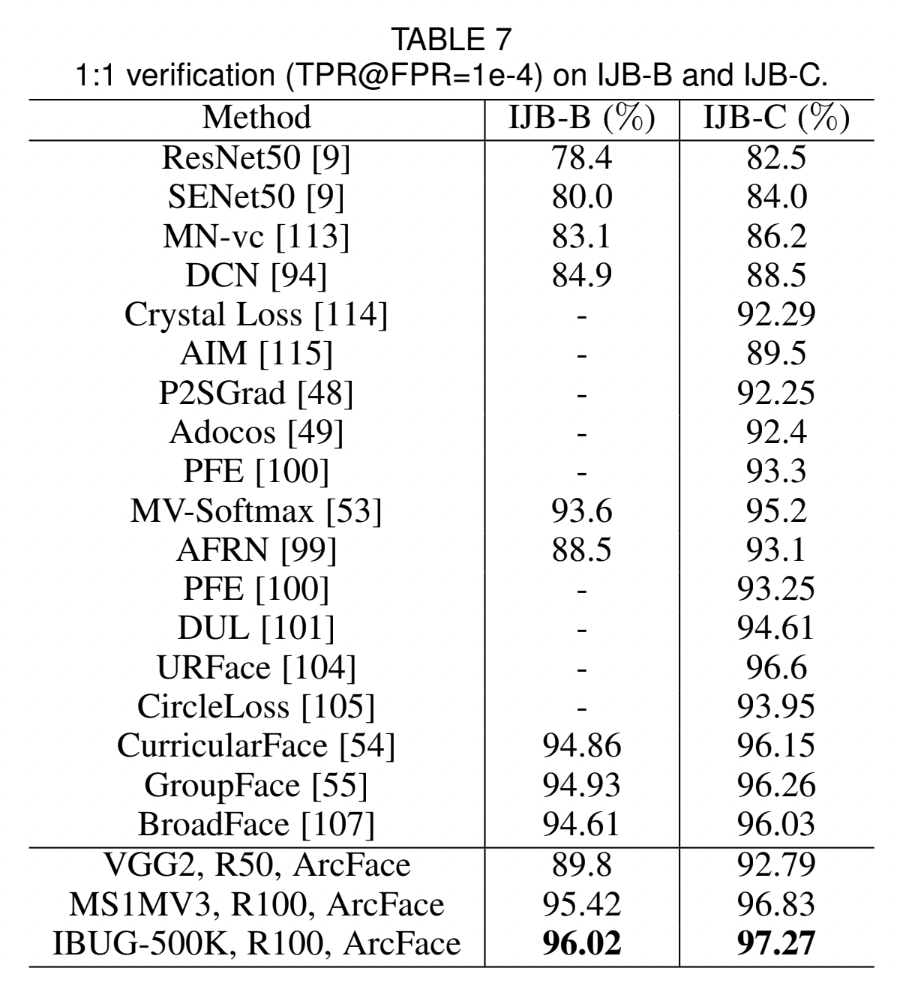 TABLE 7
1:1 verification (TPR@FPR=1e-4) on IJB-B and IJB-C.
Method IJB-B (%) IJB-C (%)
ResNet50 [9] 78.4 82.5
SENet50 [9] 80.0 84.0
MN-vc [113] 83.1 86.2
DCN [94] 84.9 88.5
Crystal Loss [114] - 92.29
AIM [115] - 89.5
P2SGrad [48] - 92.25
Adocos [49] - 92.4
PFE [100] - 93.3
MV-Softmax [53] 93.6 95.2
AFRN [99] 88.5 93.1
PFE [100] - 93.25
DUL [101] - 94.61
URFace [104] - 96.6
CircleLoss [105] - 93.95
CurricularFace [54] 94.86 96.15
GroupFace [55] 94.93 96.26
BroadFace [107] 94.61 96.03
VGG2, R50, ArcFace 89.8 92.79
MS1MV3, R100, ArcFace 95.42 96.83
IBUG-500K, R100, ArcFace 96.02 97.27